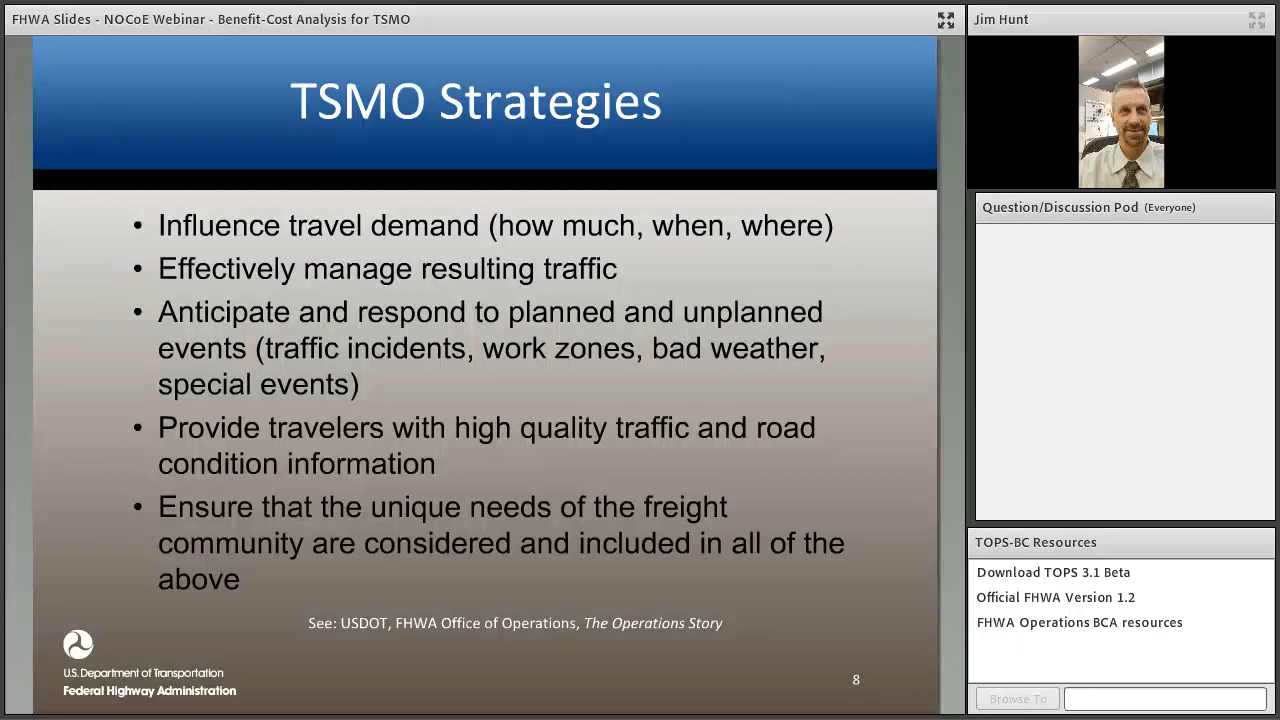 FHWA Slides - NOCoE Webinar - Benefit-Cost Analysis for TSMO
TSMO Strategies
• Influence travel demand (how much, when, where)
• Effectively manage resulting traffic
• Anticipate and respond to planned and unplanned
events (traffic incidents, work zones, bad weather,
special events)
• Provide travelers with high quality traffic and road
condition information
• Ensure that the unique needs of the freight
community are considered and included in all of the
above
See: USDOT, FHWA Office of Operations, The Operations Story
U.S. Department of Transportation
Federal Highway Administration
8
Jim Hunt
Question/Discussion Pod (Everyone)
TOPS-BC Resources
Download TOPS 3.1 Beta
Official FHWA Version 1.2
FHWA Operations BCA resources
Browse To